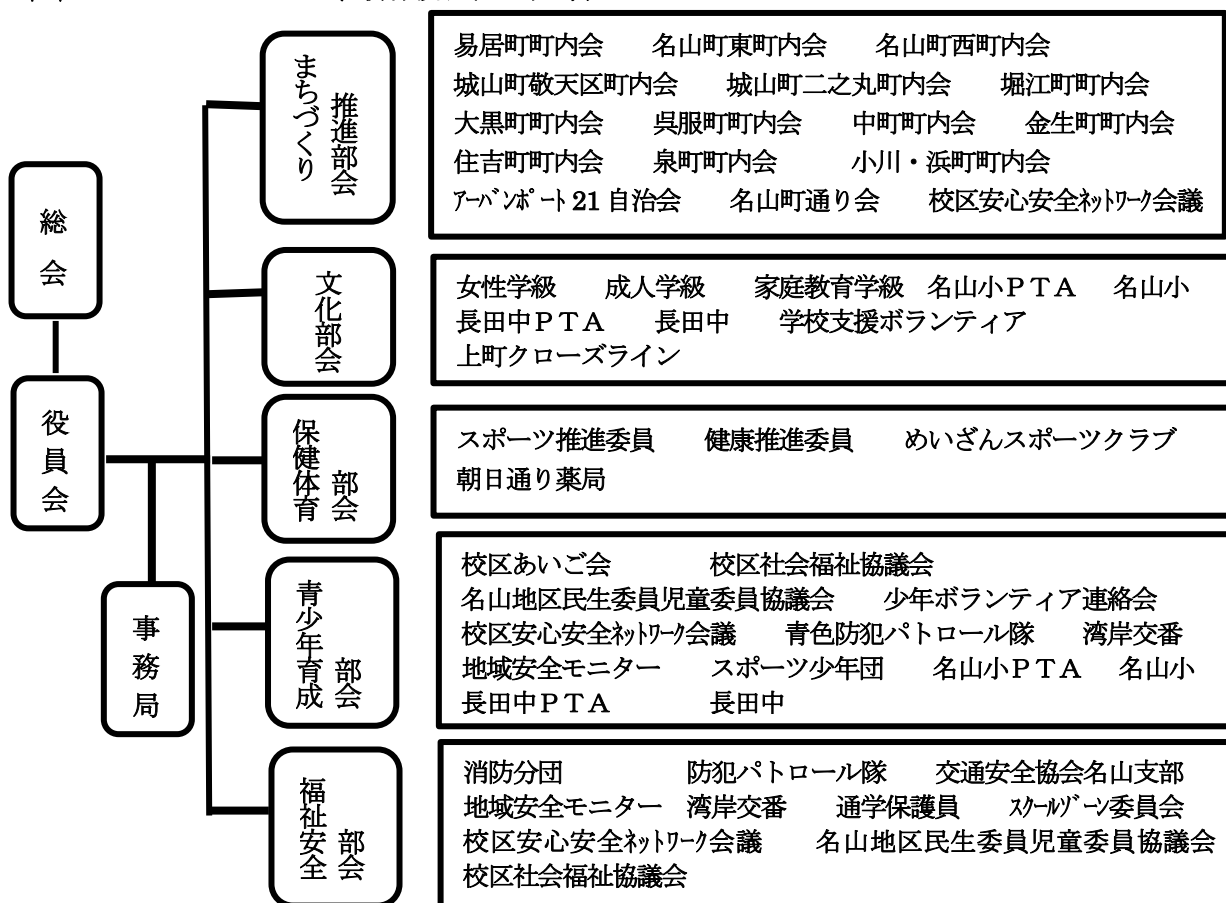 総会
役員会
事務局
まちづくり
推進部会
易居町町内会 名山町東町内会 名山町西町内会
城山町敬天区町内会 城山町二之丸町内会 堀江町町内会
大黒町町内会 呉服町町内会 中町町内会 金生町町内会
住吉町町内会 泉町町内会 小川・浜町町内会
アーバンポート21自治会 名山町通り会 校区安心安全ネットワーク会議
文化部会
女性学級 成人学級 家庭教育学級 名山小PTA 名山小
長田中PTA 長田中 学校支援ボランティア
上町クローズライン
保健体育
部会
スポーツ推進委員 健康推進委員 めいざんスポーツクラブ
朝日通り薬局
青少年育成
部会
校区あいご会 校区社会福祉協議会
名山地区民生委員児童委員協議会 少年ボランティア連絡会
校区安心安全ネットワーク会議 青色防犯パトロール隊 湾岸交番
地域安全モニター スポーツ少年団 名山小PTA 名山小
長田中PTA 長田中
福祉安全
部会
消防分団 防犯パトロール隊 交通安全協会名山支部
地域安全モニター 湾岸交番 通学保護員 スクールゾーン委員会
校区安心安全ネットワーク会議 名山地区民生委員児童委員協議会
校区社会福祉協議会